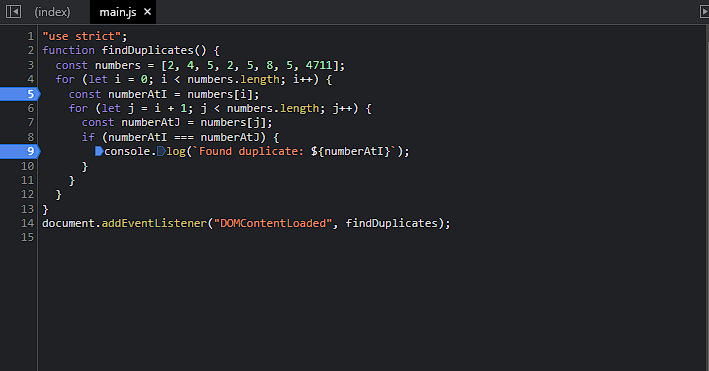 (index) main.js ×
1 "use strict";
2 function findDuplicates() {
3   const numbers = [2, 4, 5, 2, 5, 8, 5, 4711];
4   for (let i = 0; i < numbers.length; i++) {
5     const numberAtI = numbers[i];
6     for (let j = i + 1; j < numbers.length; j++) {
7       const numberAtJ = numbers[j];
8       if (numberAtI === numberAtJ) {
9         console.log(`Found duplicate: ${numberAtI}`);
10       }
11     }
12   }
13 }
14 document.addEventListener("DOMContentLoaded", findDuplicates);
15